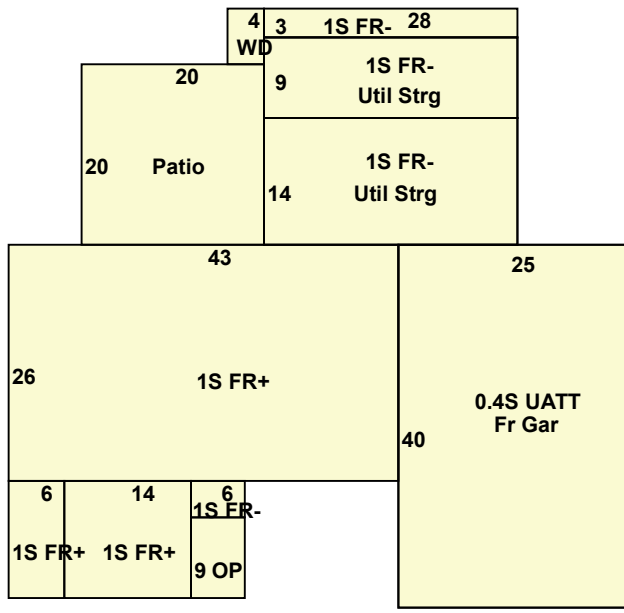 4 3 1S FR- 28
WD
20 9 1S FR-
Util Strg
20 Patio 14 1S FR-
Util Strg
43 25
26 1S FR+ 40 0.4S UATT
Fr Gar
6 14 6
1S FR-
1S FR+ 1S FR+ 9 OP